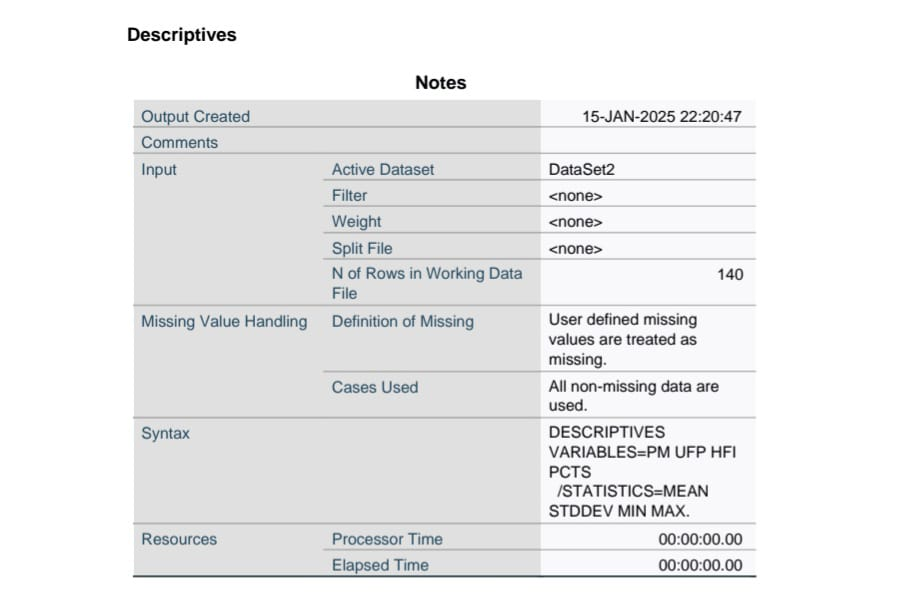 Descriptives
Notes
Output Created 15-JAN-2025 22:20:47
Comments
Input Active Dataset DataSet2
Filter <none>
Weight <none>
Split File <none>
N of Rows in Working Data 140
File
Missing Value Handling Definition of Missing User defined missing
values are treated as
missing.
Cases Used All non-missing data are
used.
Syntax DESCRIPTIVES
VARIABLES=PM UFP HFI
PCTS
/STATISTICS=MEAN
STDDEV MIN MAX.
Resources Processor Time 00:00:00.00
Elapsed Time 00:00:00.00